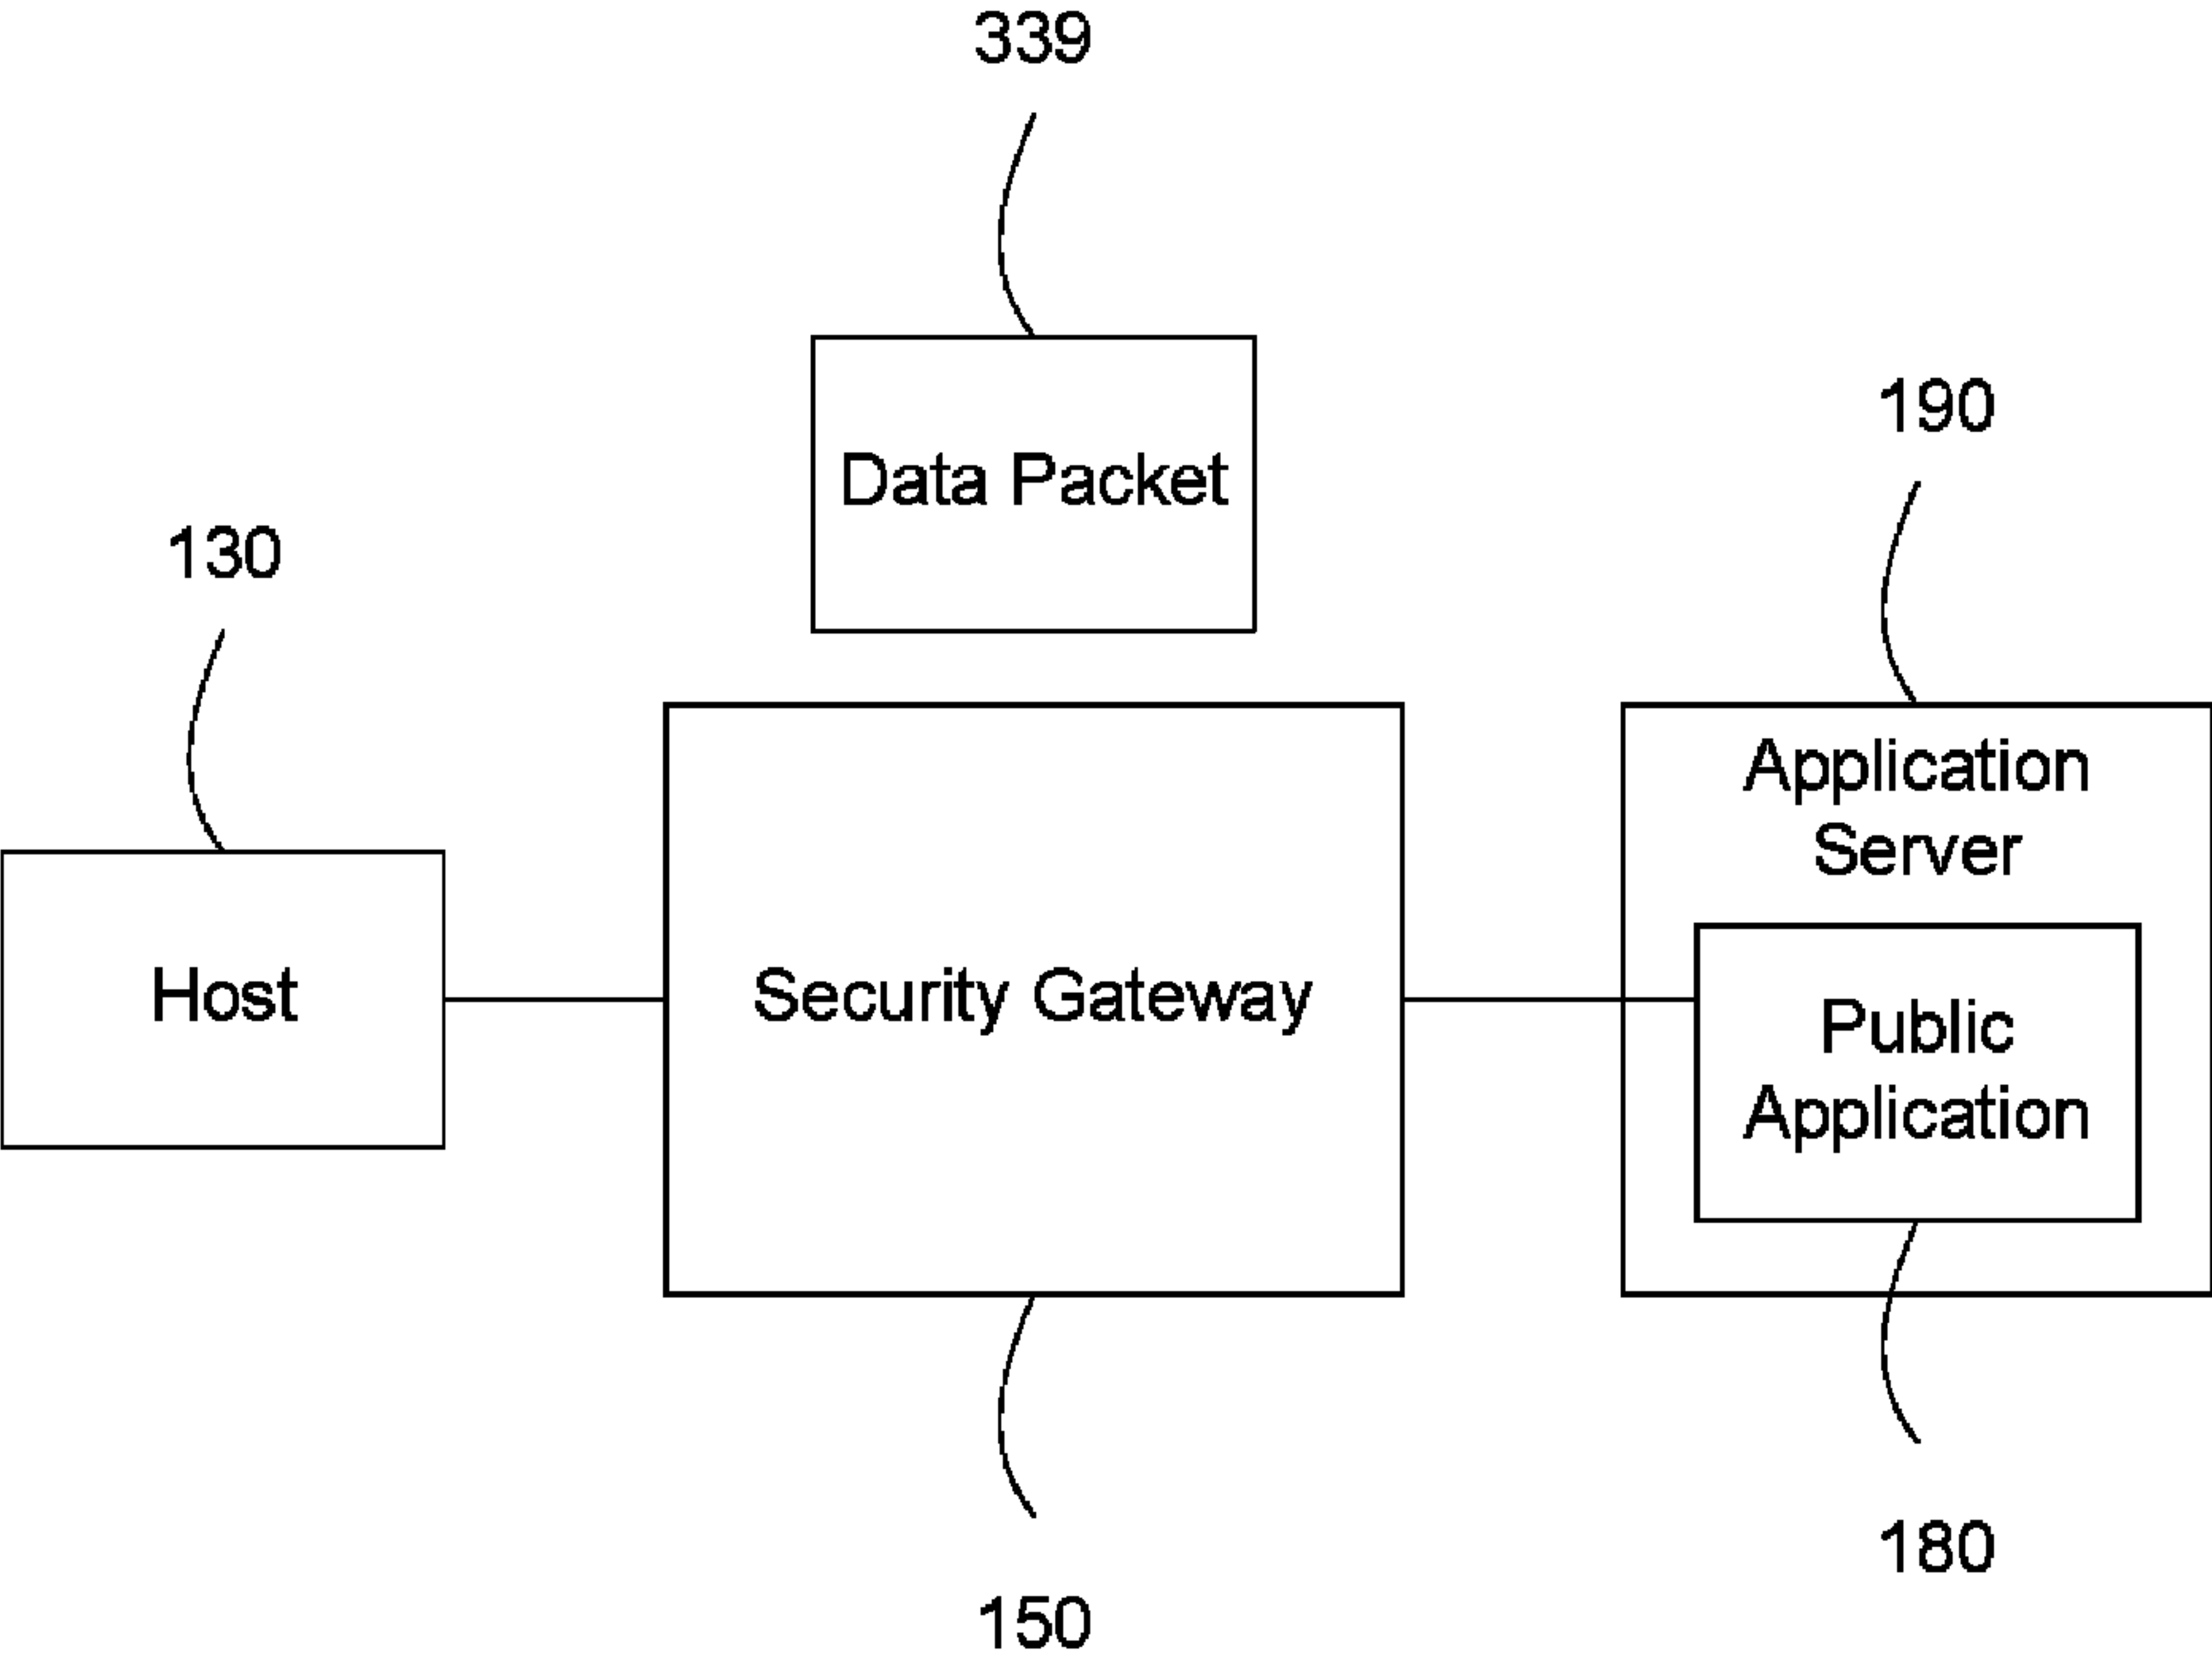 339
Data Packet
190
130
Application
Server
Host
Security Gateway
Public
Application
180
150